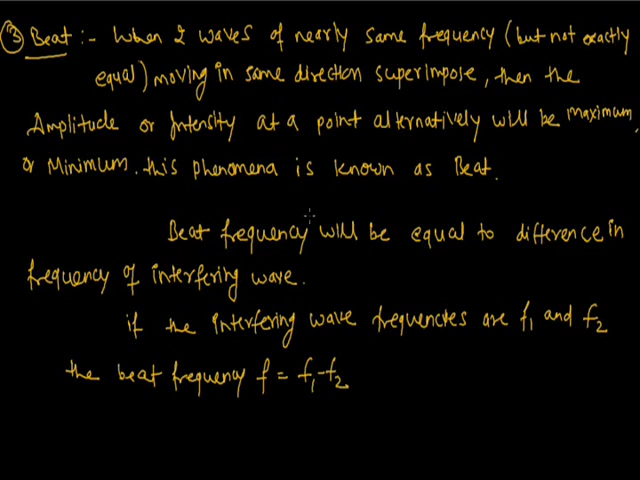 ③ Beat :- When 2 waves of nearly same frequency (but not exactly
equal) moving in same direction superimpose, then the
Amplitude or Intensity at a point alternatively will be maximum
or Minimum. this phenomena is known as Beat.
Beat frequency will be equal to difference in
frequency of interfering wave.
if the interfering wave frequencies are f₁ and f₂
the beat frequency f = f₁-f₂